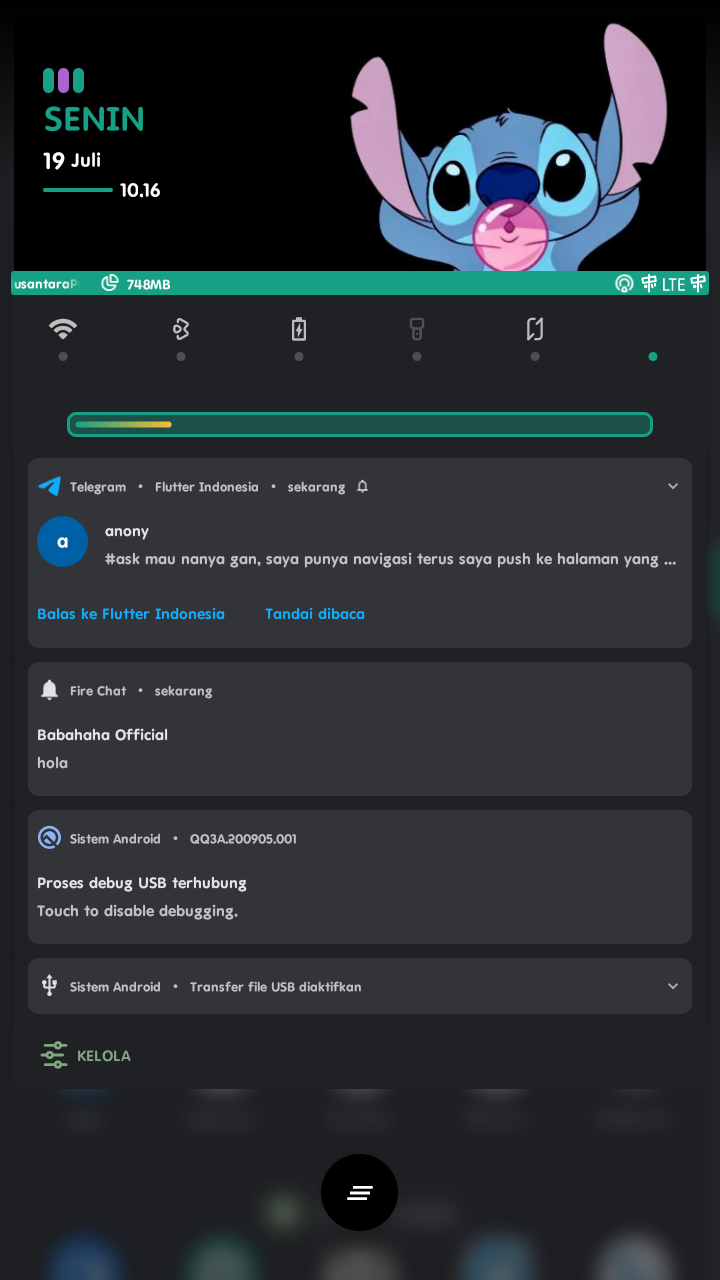 SENIN
19 Juli
10.16
usantaraP
748MB
LTE
Telegram • Flutter Indonesia • sekarang
a
anony
#ask mau nanya gan, saya punya navigasi terus saya push ke halaman yang ...
Balas ke Flutter Indonesia Tandai dibaca
Fire Chat • sekarang
Babahaha Official
hola
Sistem Android • QQ3A.200905.001
Proses debug USB terhubung
Touch to disable debugging.
Sistem Android • Transfer file USB diaktifkan
KELOLA